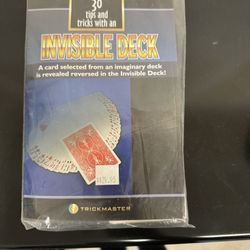 30
tips and
tricks with an
INVISIBLE DECK
A card selected from an imaginary deck
is revealed reversed in the Invisible Deck!
TRICKMASTER